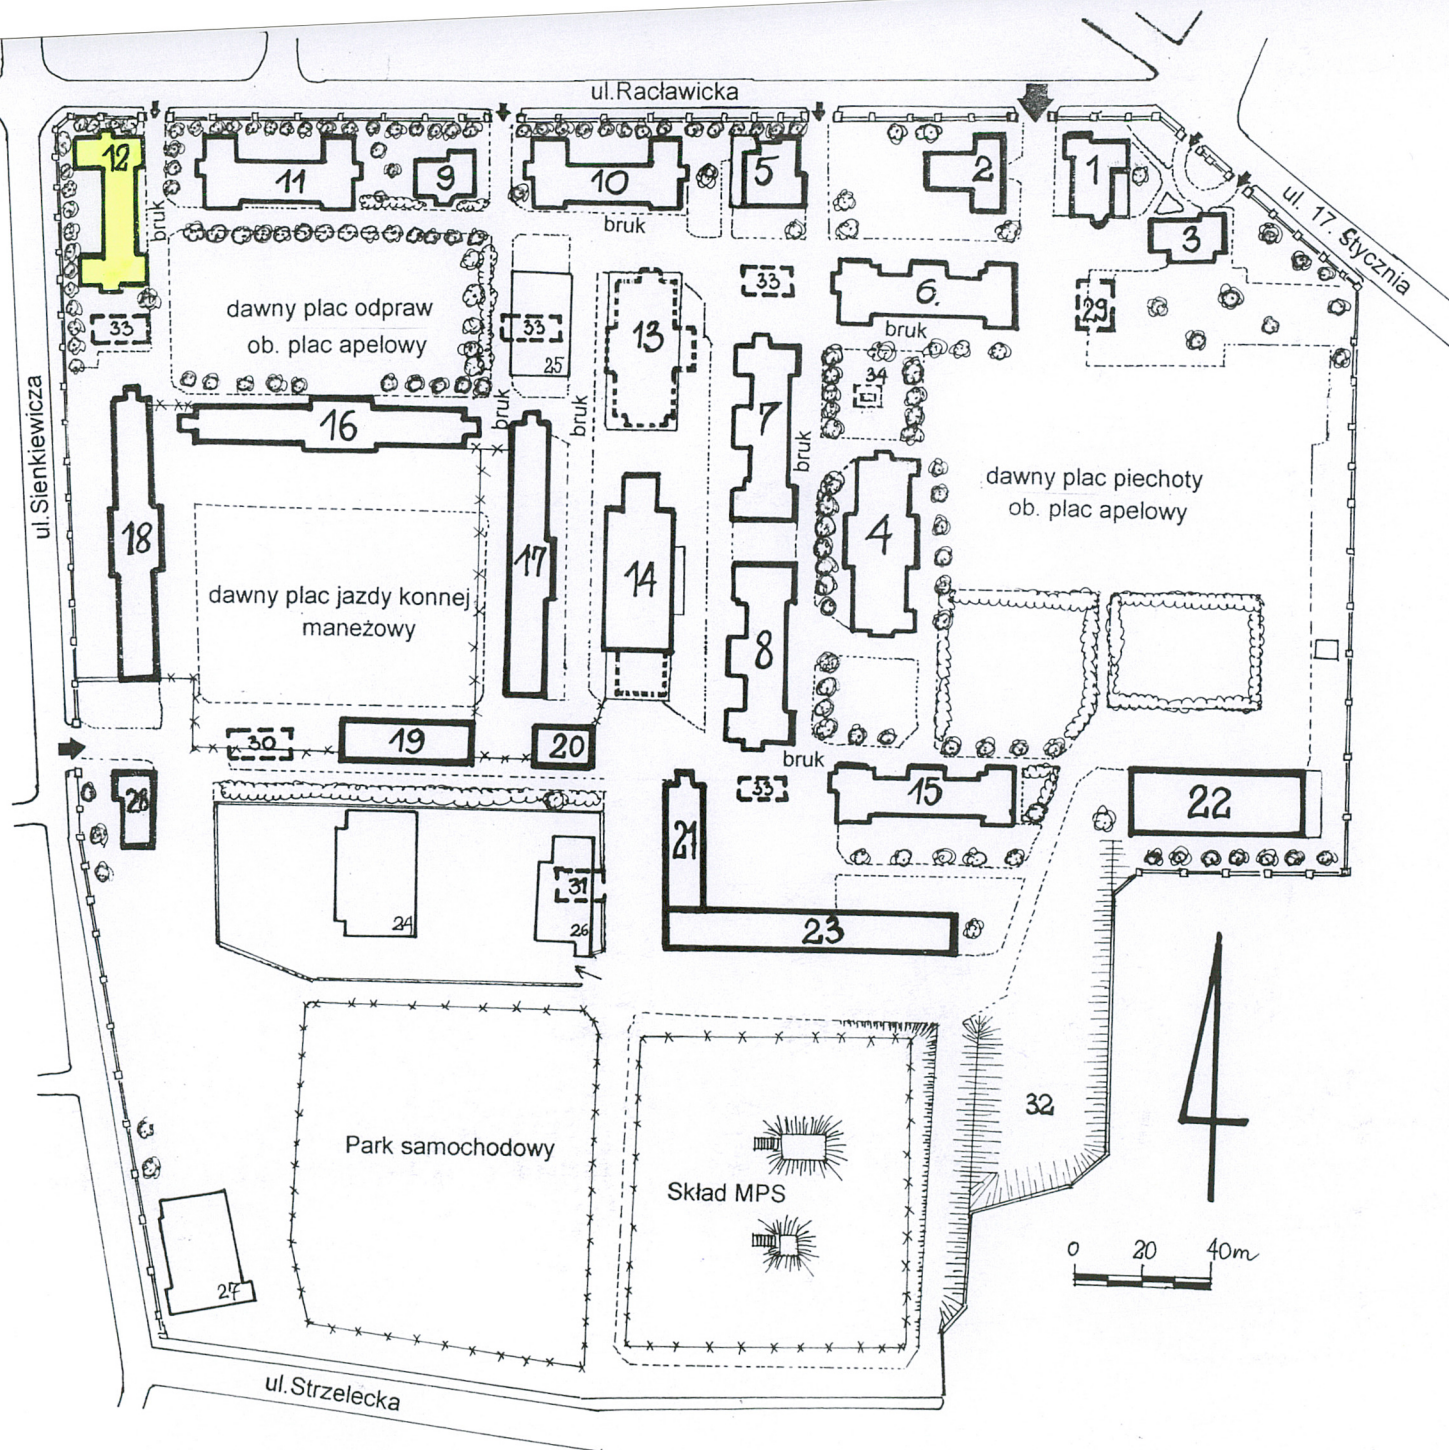 ul.Racławicka
12
11
9
10
5
2
1
ul. 17. Stycznia
bruk
bruk
3
33
dawny plac odpraw
ob. plac apelowy
33
25
13
33
6.
bruk
29
34
ul.Sienkiewicza
16
bruk
bruk
7
bruk
dawny plac piechoty
ob. plac apelowy
18
17
14
4
dawny plac jazdy konnej
maneżowy
8
30
19
20
bruk
28
33
15
22
21
24
31
26
23
Park samochodowy
32
Skład MPS
27
0 20 40m
ul.Strzelecka